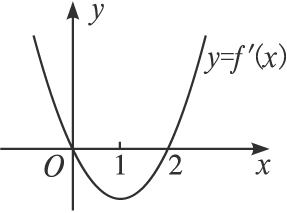 y
y=f′(x)
O 1 2 x